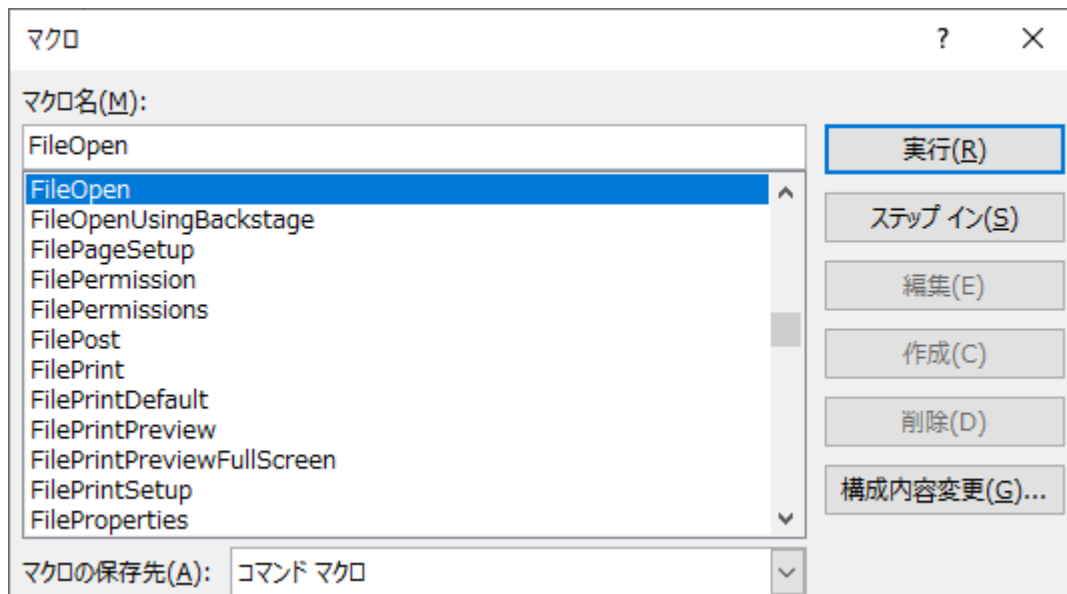 マクロ
マクロ名(M):
FileOpen
実行(R)
FileOpen
FileOpenUsingBackstage
FilePageSetup
FilePermission
FilePermissions
FilePost
FilePrint
FilePrintDefault
FilePrintPreview
FilePrintPreviewFullScreen
FilePrintSetup
FileProperties
ステップ イン(S)
編集(E)
作成(C)
削除(D)
構成内容変更(G)...
マクロの保存先(A): コマンド マクロ